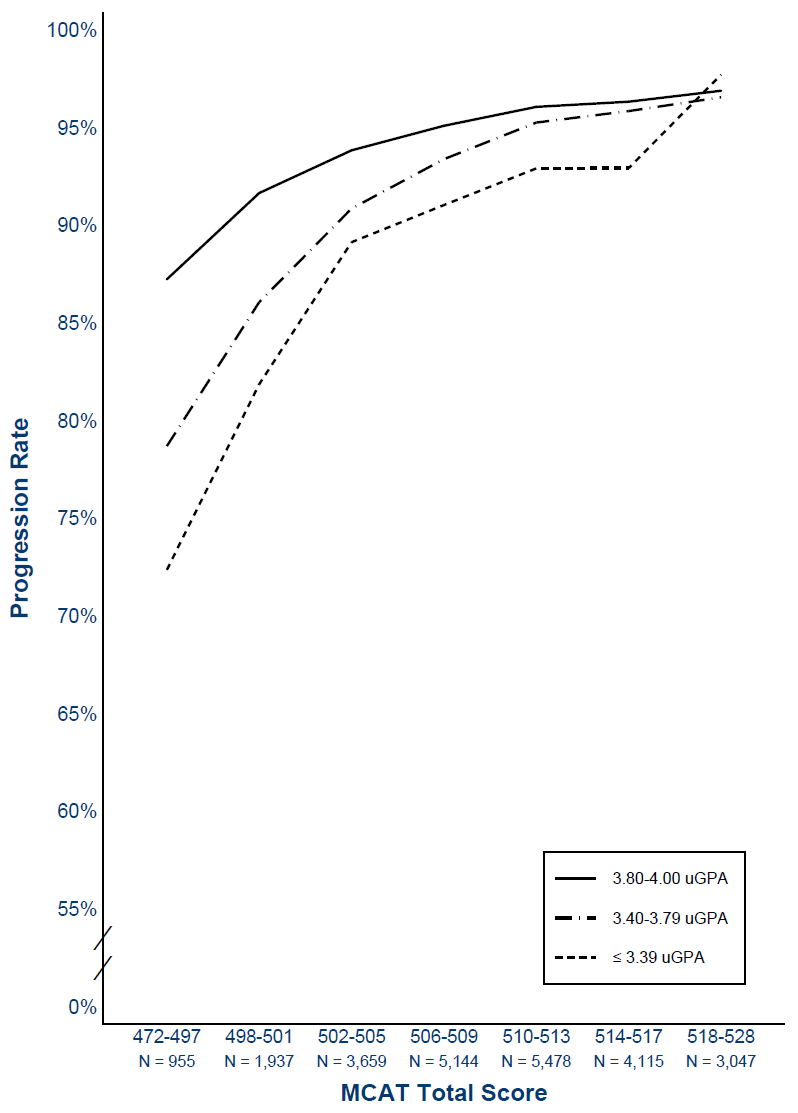 100%
95%
90%
85%
80%
75%
70%
65%
60%
55%
0%
Progression Rate
3.80-4.00 uGPA
3.40-3.79 uGPA
≤ 3.39 uGPA
472-497 498-501 502-505 506-509 510-513 514-517 518-528
N = 955 N = 1,937 N = 3,659 N = 5,144 N = 5,478 N = 4,115 N = 3,047
MCAT Total Score